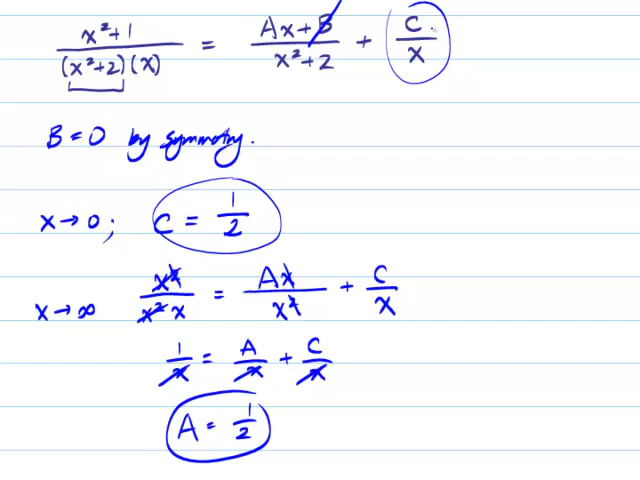 x²+1 / (x²+2)(x) = Ax+B / x²+2 + C / x
B=0 by symmetry.
x→0; C = 1/2
x→∞ x²/x²x = Ax/x² + C/x
1/x = A/x + C/x
A = 1/2